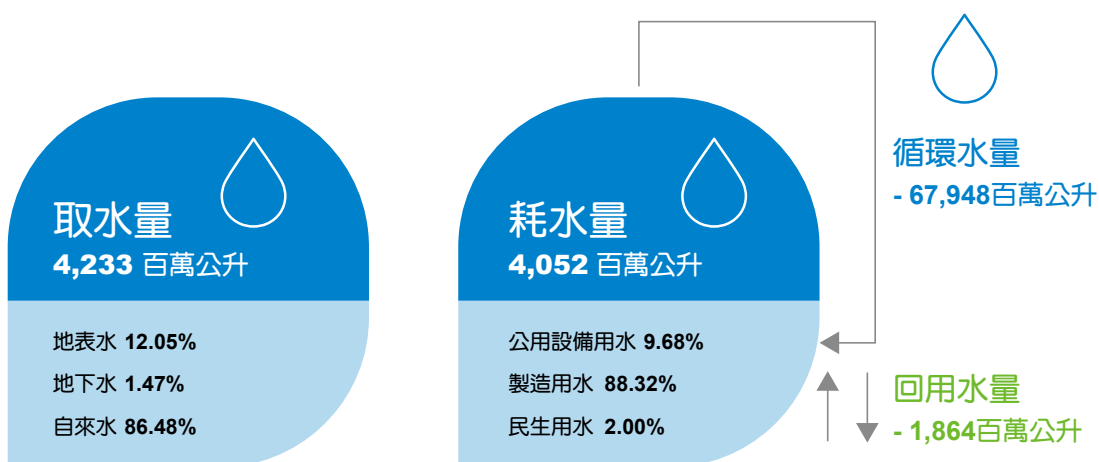 取水量
4,233 百萬公升
地表水 12.05%
地下水 1.47%
自來水 86.48%
耗水量
4,052 百萬公升
公用設備用水 9.68%
製造用水 88.32%
民生用水 2.00%
循環水量
- 67,948百萬公升
回用水量
- 1,864百萬公升